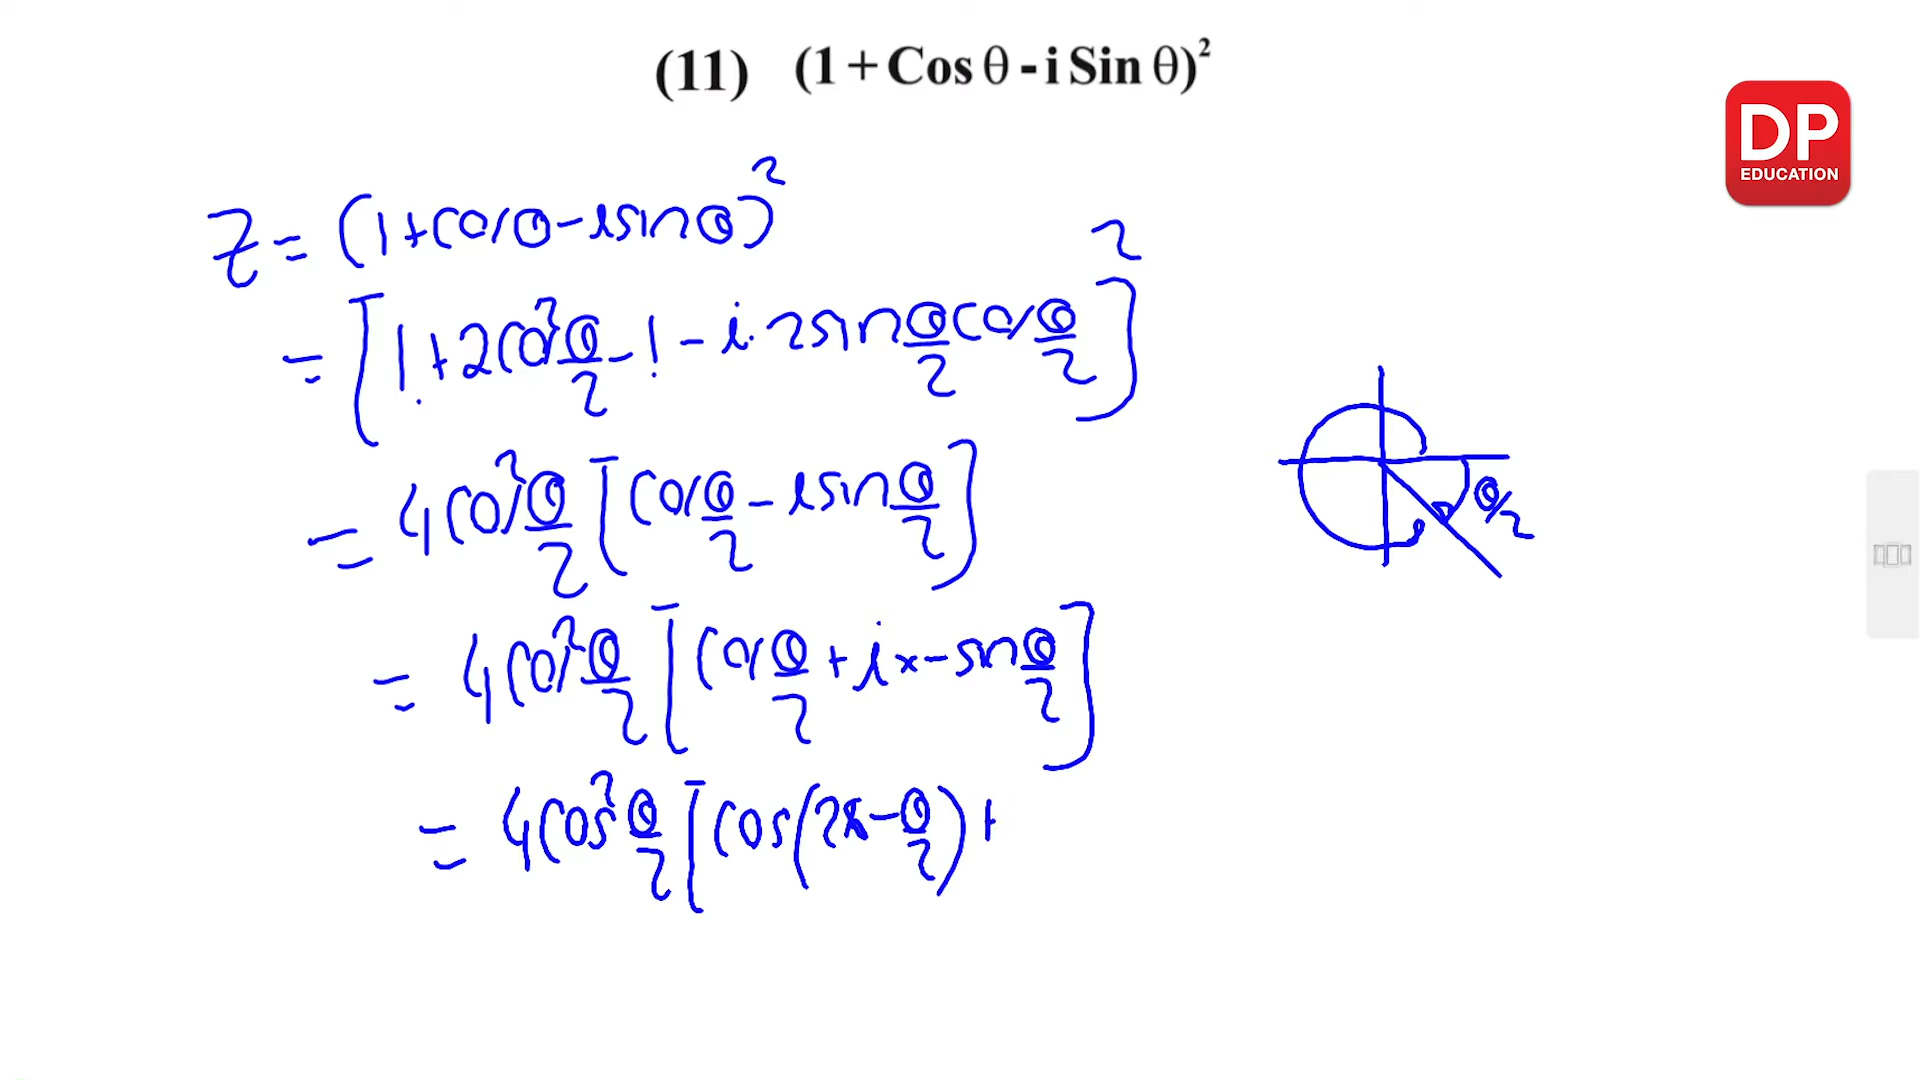 (11) (1 + Cos θ - i Sin θ)²
DP
EDUCATION
Z = (1+cosθ-isinθ)²
= [1+2cos²θ/2-1-i.2sinθ/2cosθ/2]²
= 4cos²θ/2[cosθ/2-isinθ/2]
θ/2
= 4cos²θ/2[cosθ/2+ix-sinθ/2]
= 4cos²θ/2[cos(2π-θ/2)+